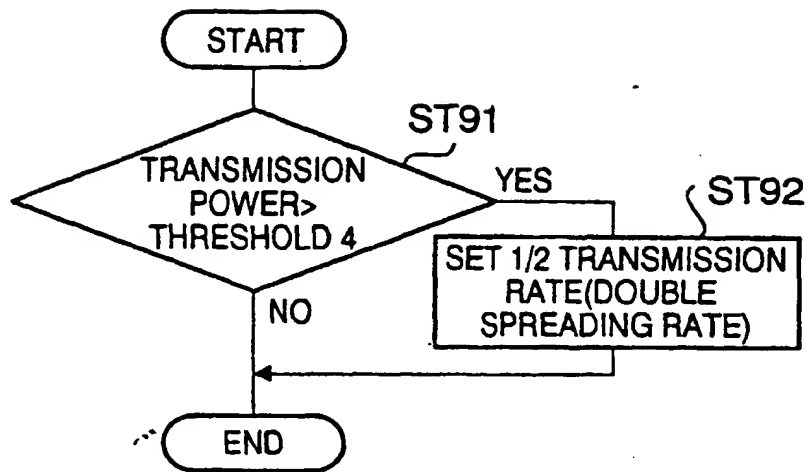 START
ST91
TRANSMISSION
POWER>
THRESHOLD 4
YES
ST92
SET 1/2 TRANSMISSION
RATE(DOUBLE
SPREADING RATE)
NO
END